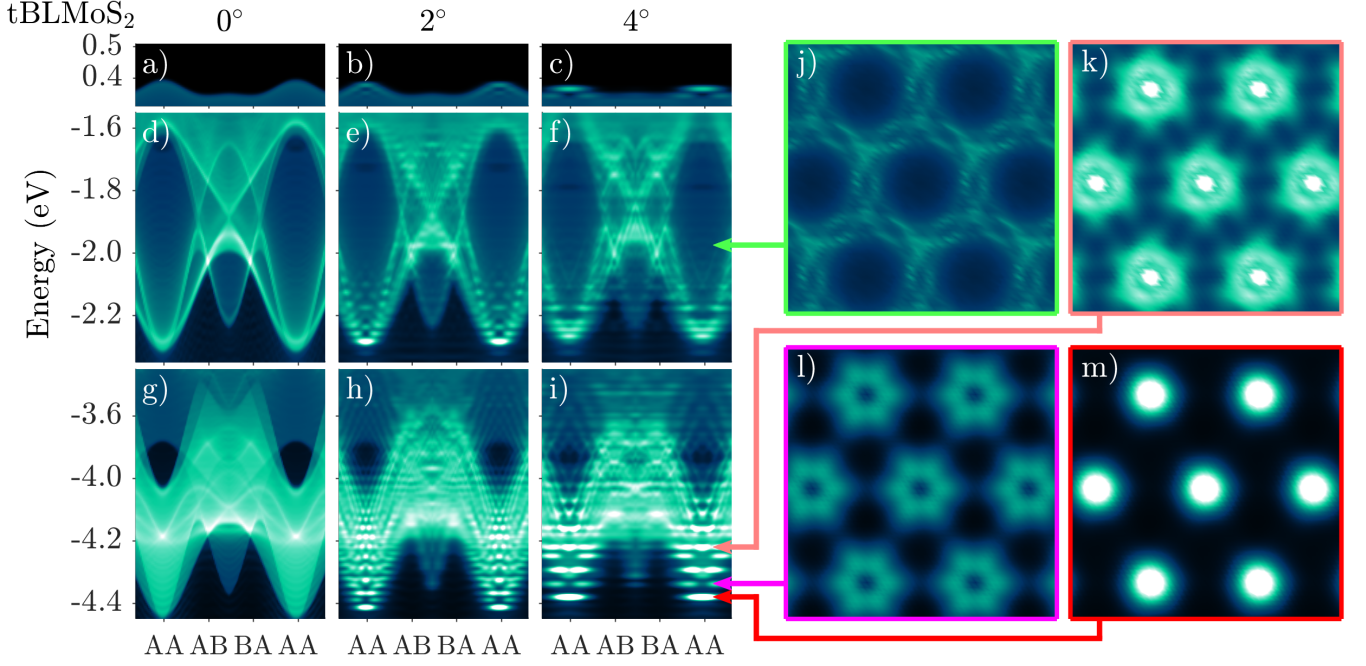 tBLMoS₂ 0° 2° 4°
0.5
0.4
a) b) c) j) k)
-1.6
-1.8
-2.0
-2.2
d) e) f)
Energy (eV)
-3.6
-4.0
-4.2
-4.4
g) h) i) l) m)
AA AB BA AA AA AB BA AA AA AB BA AA